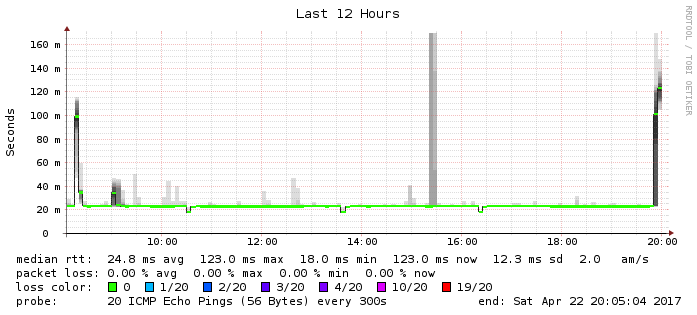 Last 12 Hours
RRDTOOL / TOBI OETIKER
Seconds
160 m
140 m
120 m
100 m
80 m
60 m
40 m
20 m
0
10:00 12:00 14:00 16:00 18:00 20:00
median rtt: 24.8 ms avg 123.0 ms max 18.0 ms min 123.0 ms now 12.3 ms sd 2.0 am/s
packet loss: 0.00 % avg 0.00 % max 0.00 % min 0.00 % now
loss color: 0 1/20 2/20 3/20 4/20 10/20 19/20
probe: 20 ICMP Echo Pings (56 Bytes) every 300s end: Sat Apr 22 20:05:04 2017